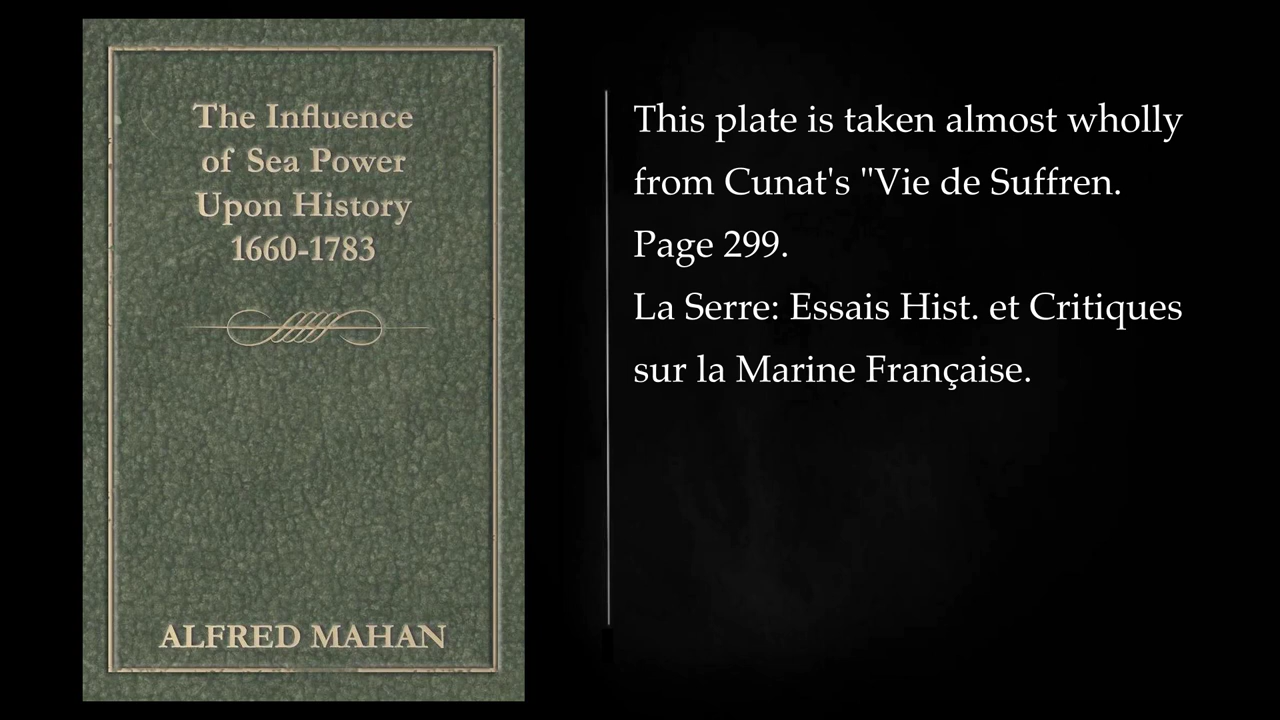 The Influence
of Sea Power
Upon History
1660-1783
ALFRED MAHAN
This plate is taken almost wholly
from Cunat's "Vie de Suffren.
Page 299.
La Serre: Essais Hist. et Critiques
sur la Marine Française.